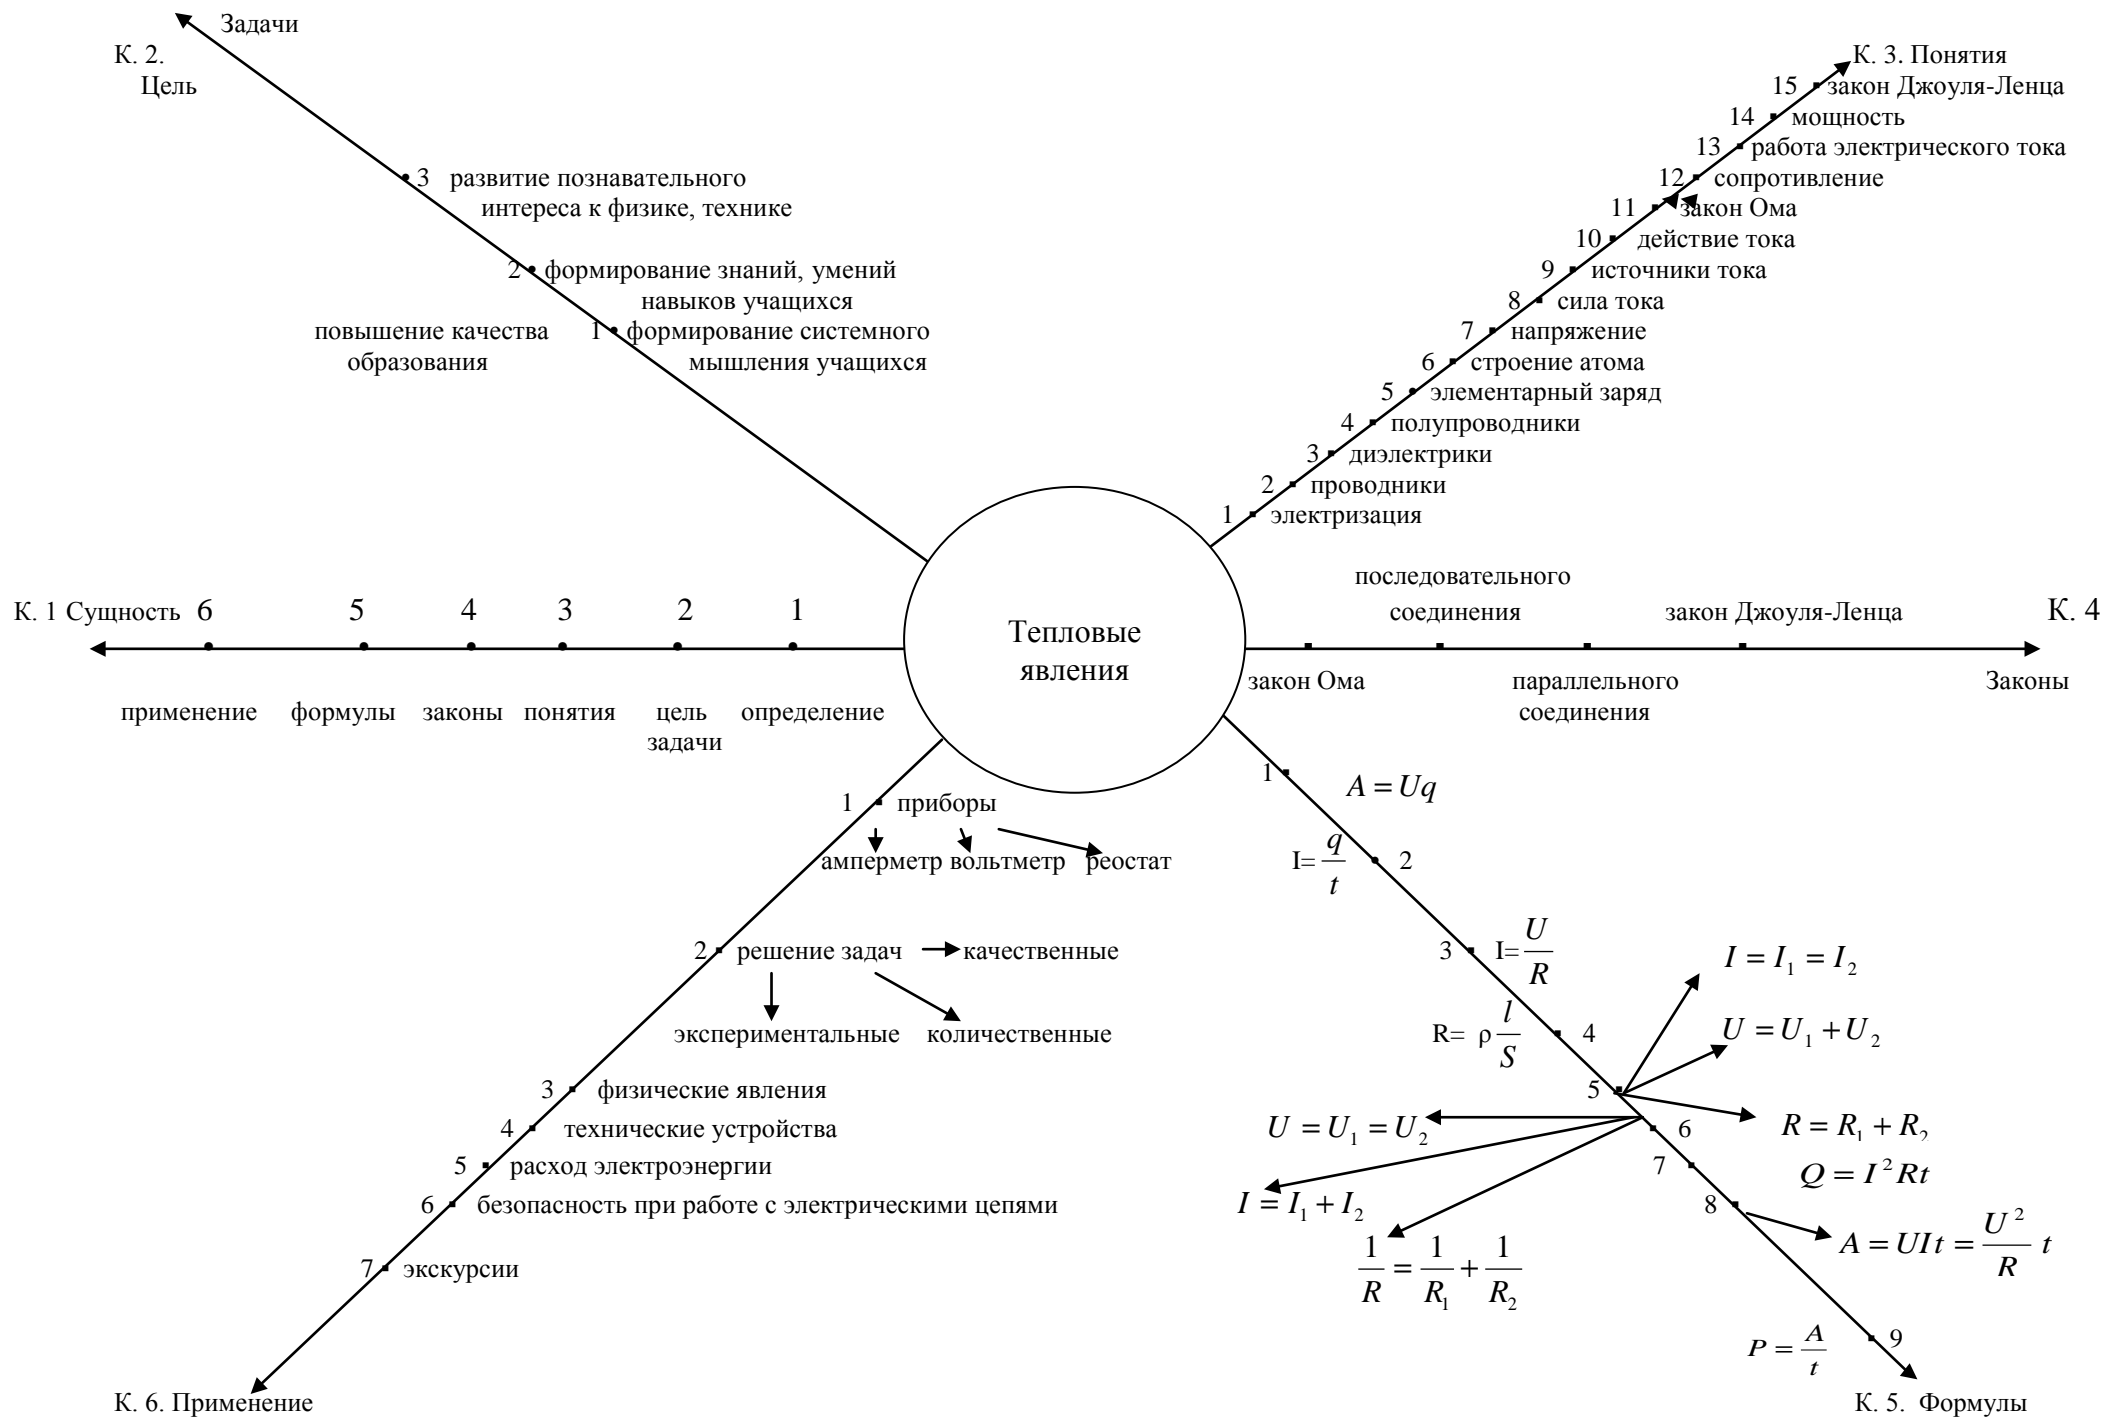 Задачи
К. 2.
Цель
3 развитие познавательного
интереса к физике, технике
2 формирование знаний, умений
навыков учащихся
повышение качества
образования
1 формирование системного
мышления учащихся
К. 3. Понятия
15 закон Джоуля-Ленца
14 мощность
13 работа электрического тока
12 сопротивление
11 закон Ома
10 действие тока
9 источники тока
8 сила тока
7 напряжение
6 строение атома
5 элементарный заряд
4 полупроводники
3 диэлектрики
2 проводники
1 электризация
К. 1 Сущность 6 5 4 3 2 1
применение формулы законы понятия цель определение
задачи
Тепловые
явления
последовательного
соединения
закон Джоуля-Ленца
К. 4
закон Ома
параллельного
соединения
Законы
1 приборы
амперметр вольтметр реостат
2 решение задач качественные
экспериментальные количественные
3 физические явления
4 технические устройства
5 расход электроэнергии
6 безопасность при работе с электрическими цепями
7 экскурсии
К. 6. Применение
1 A = Uq
I= q/t 2
3 I= U/R
R= ρ l/S 4
5
I = I₁ = I₂
U = U₁ + U₂
R = R₁ + R₂
6
U = U₁ = U₂
I = I₁ + I₂
1/R = 1/R₁ + 1/R₂
7 Q = I² Rt
8 A = UIt = U²/R t
P = A/t 9
К. 5. Формулы